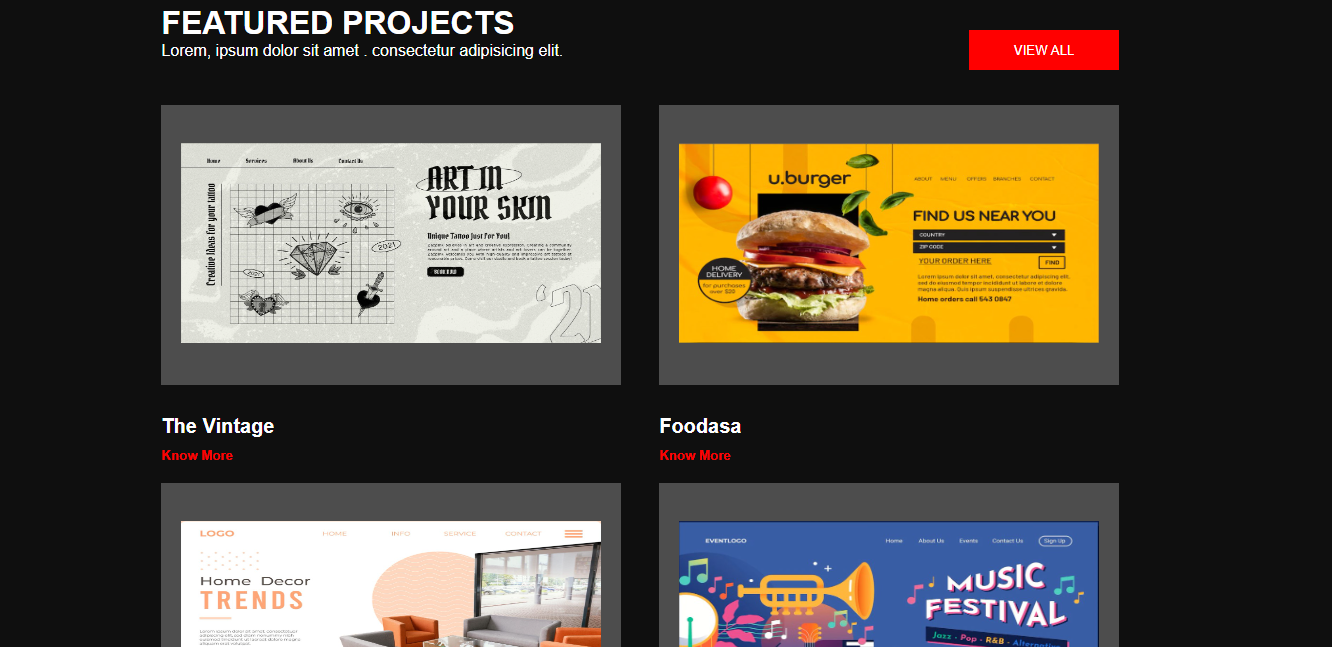 FEATURED PROJECTS
Lorem, ipsum dolor sit amet . consectetur adipisicing elit.
VIEW ALL
Home Services About Us Contact Us
Creative Ideas for your tattoo
2021
ART IN
YOUR SKIN
Unique Tattoo Just For You!
'21
u.burger
ABOUT MENU OFFERS BRANCHES CONTACT
FIND US NEAR YOU
COUNTRY
ZIP CODE
YOUR ORDER HERE
FIND
HOME
DELIVERY
for purchases
over $20
Lorem ipsum dolor sit amet, consectetur adipiscing elit,
sed do eiusmod tempor incididunt ut labore et dolore
magna aliqua. Quis ipsum suspendisse ultrices gravida.
Home orders call 543 0847
The Vintage
Know More
Foodasa
Know More
LOGO
HOME INFO SERVICE CONTACT
Home Decor
TRENDS
EVENTLOGO
Home About Us Events Contact Us Sign Up
MUSIC
FESTIVAL
Jazz - Pop - R&B - Alternative